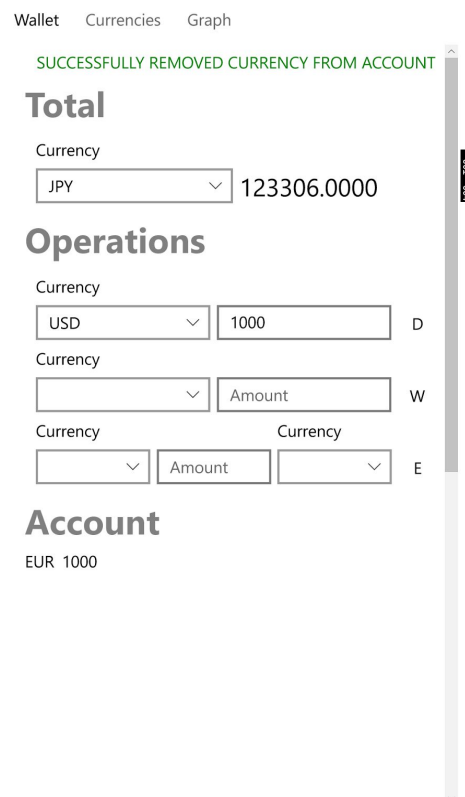 Wallet Currencies Graph
SUCCESSFULLY REMOVED CURRENCY FROM ACCOUNT
Total
Currency
JPY 123306.0000
Operations
Currency
USD 1000 D
Currency
Amount W
Currency Currency
Amount E
Account
EUR 1000